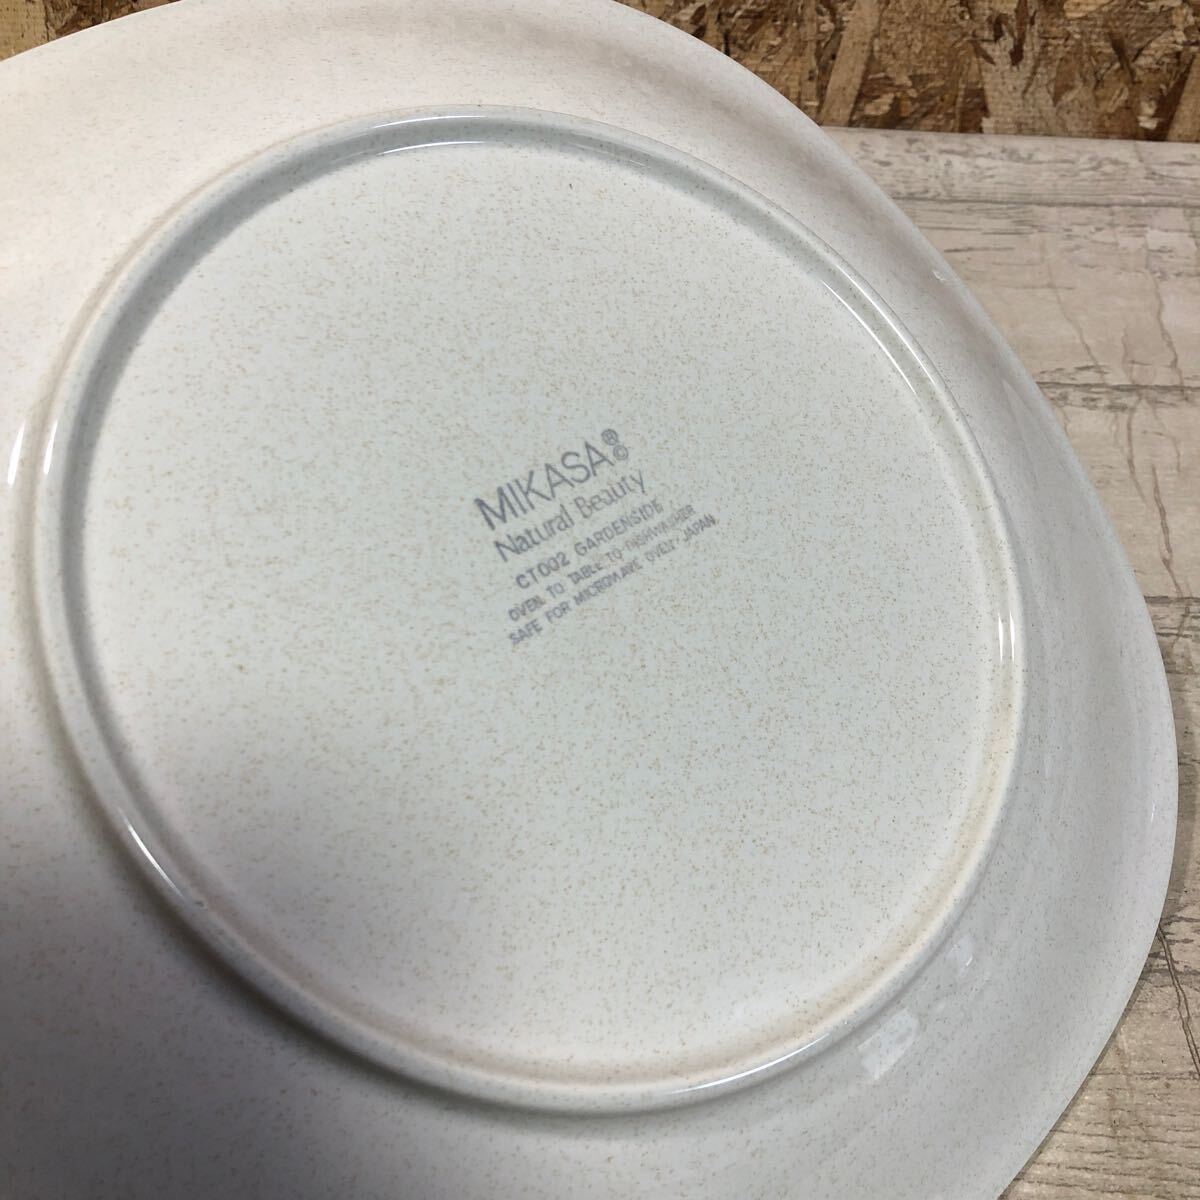 MIKASA®©
Natural Beauty
CT002 GARDENSIDE
OVEN TO TABLE TO DISHWASHER
SAFE FOR MICROWAVE OVEN·JAPAN